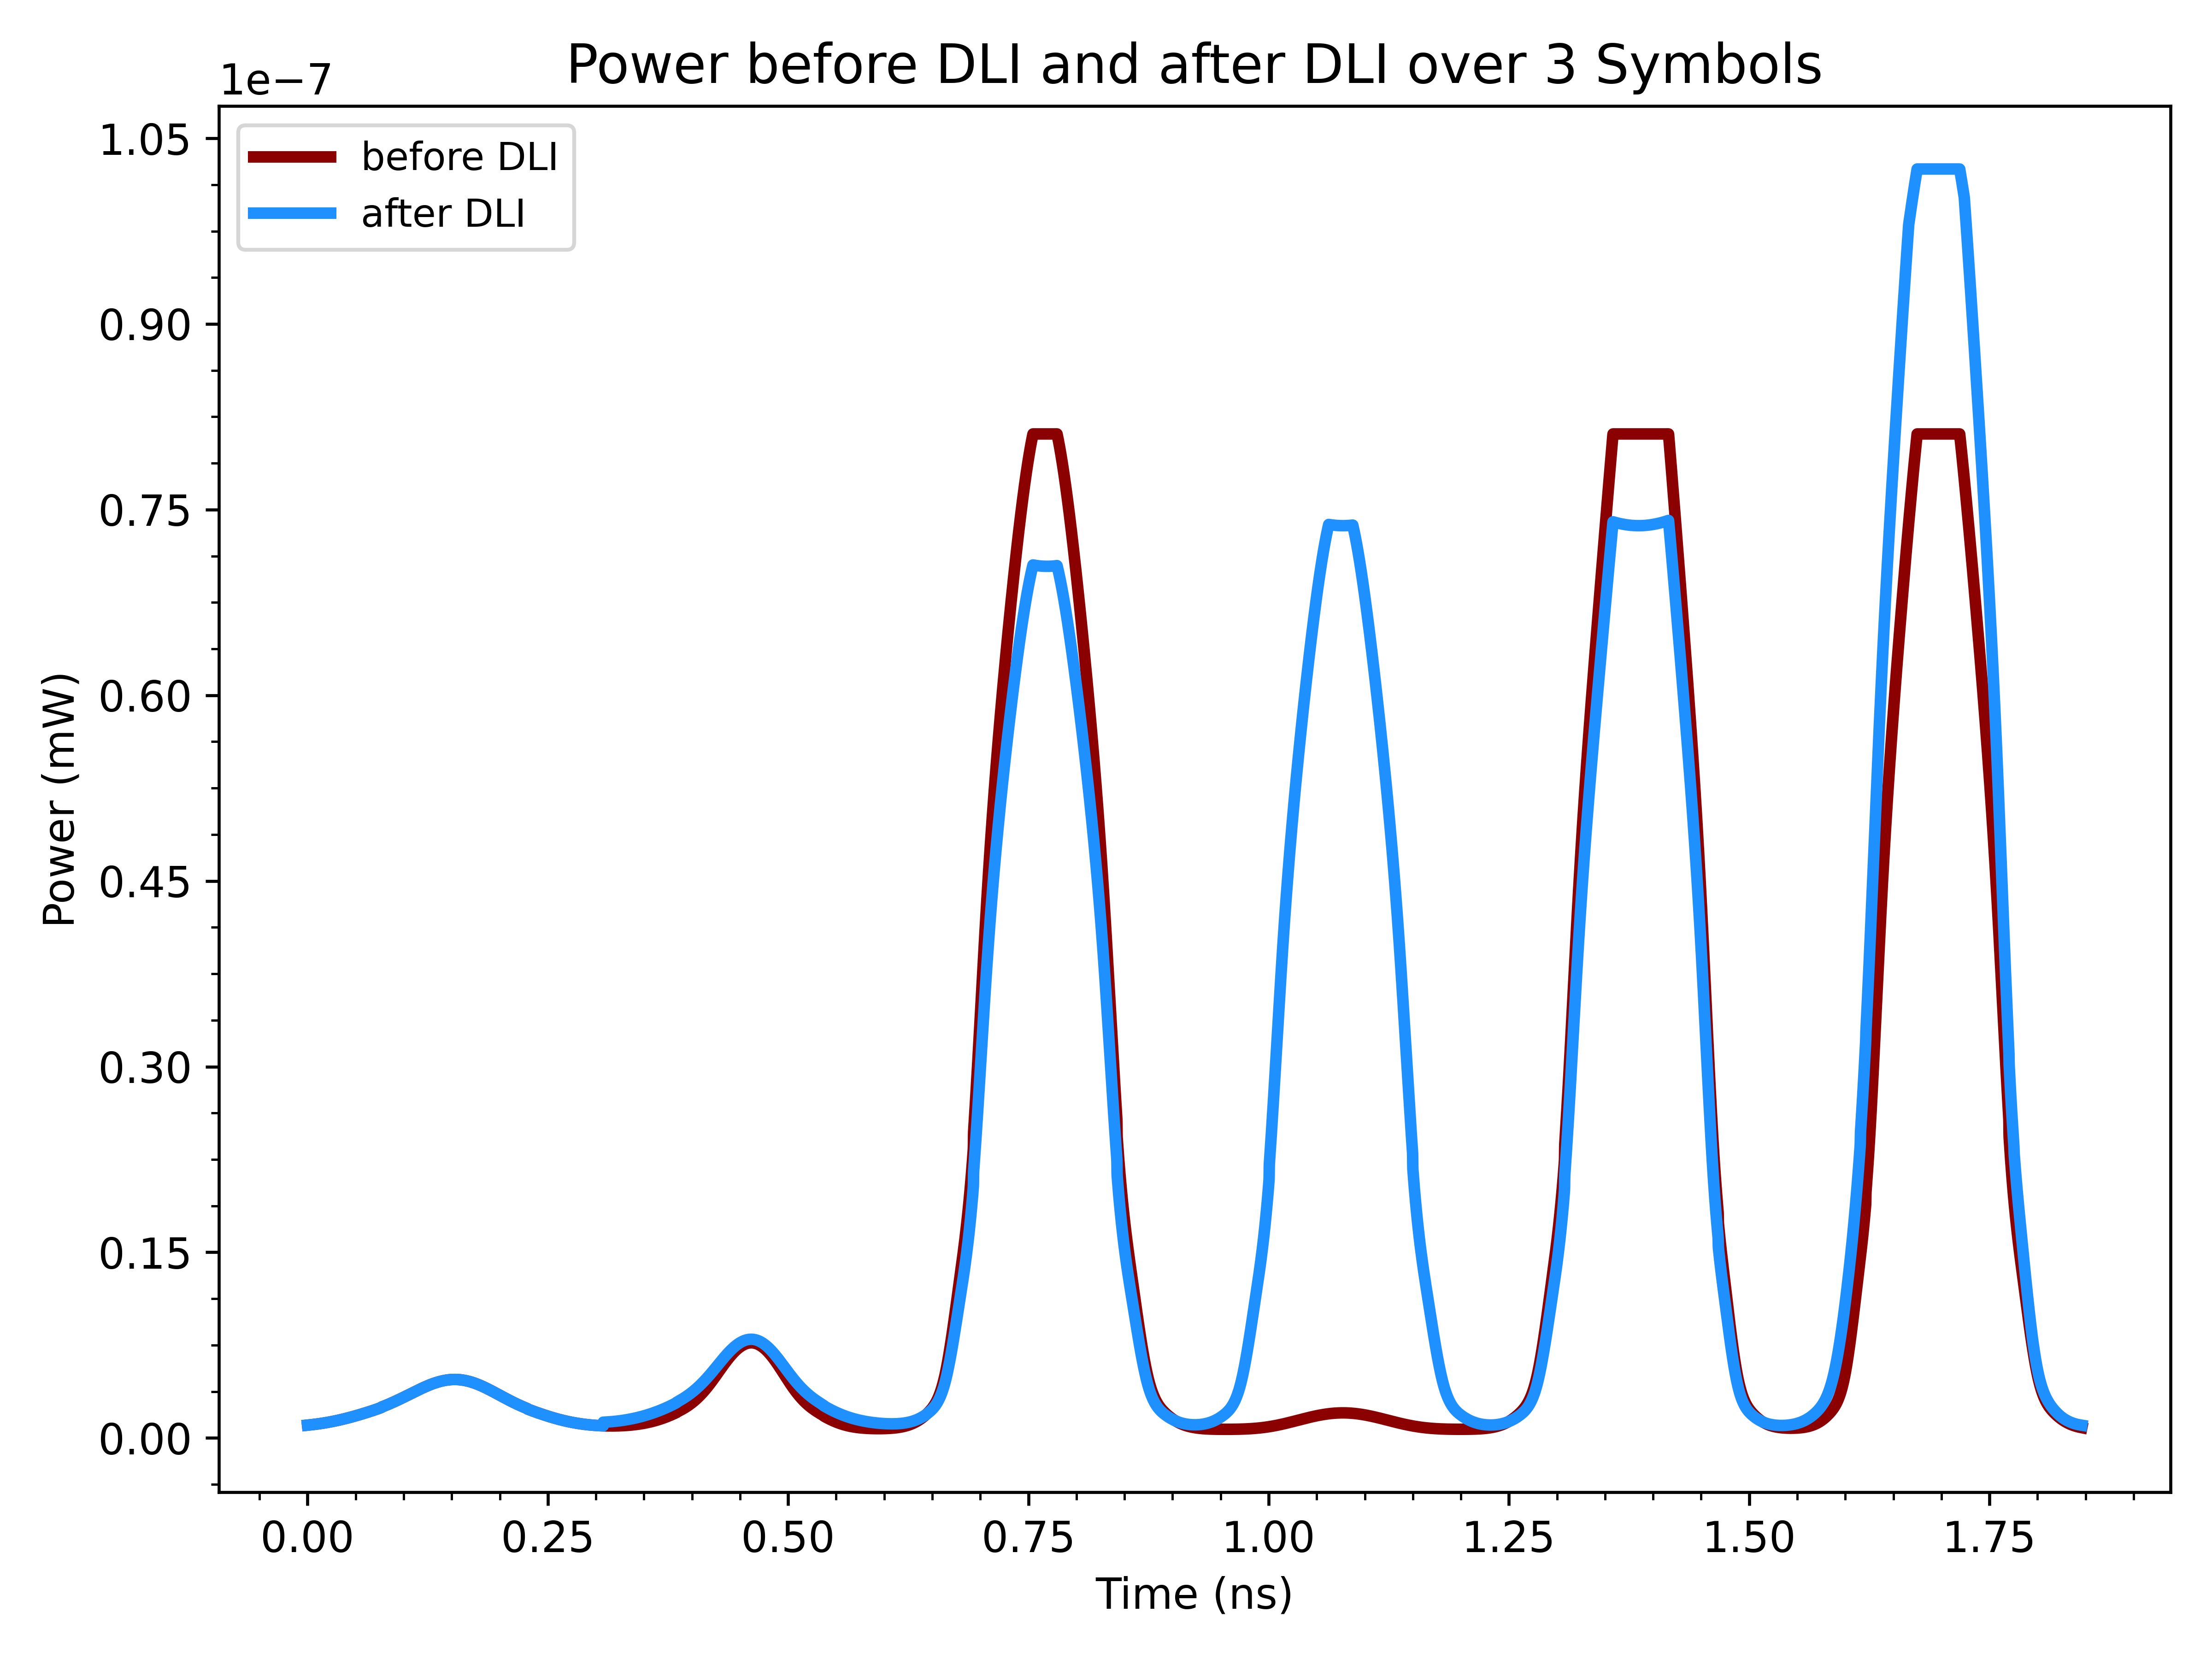 Power before DLI and after DLI over 3 Symbols
1e−7
before DLI
after DLI
1.05
0.90
0.75
0.60
0.45
0.30
0.15
0.00
Power (mW)
0.00 0.25 0.50 0.75 1.00 1.25 1.50 1.75
Time (ns)